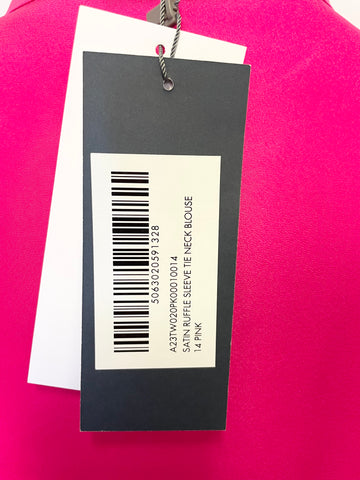 5063020591328
A23TW020PK00010014
SATIN RUFFLE SLEEVE TIE NECK BLOUSE
14 PINK